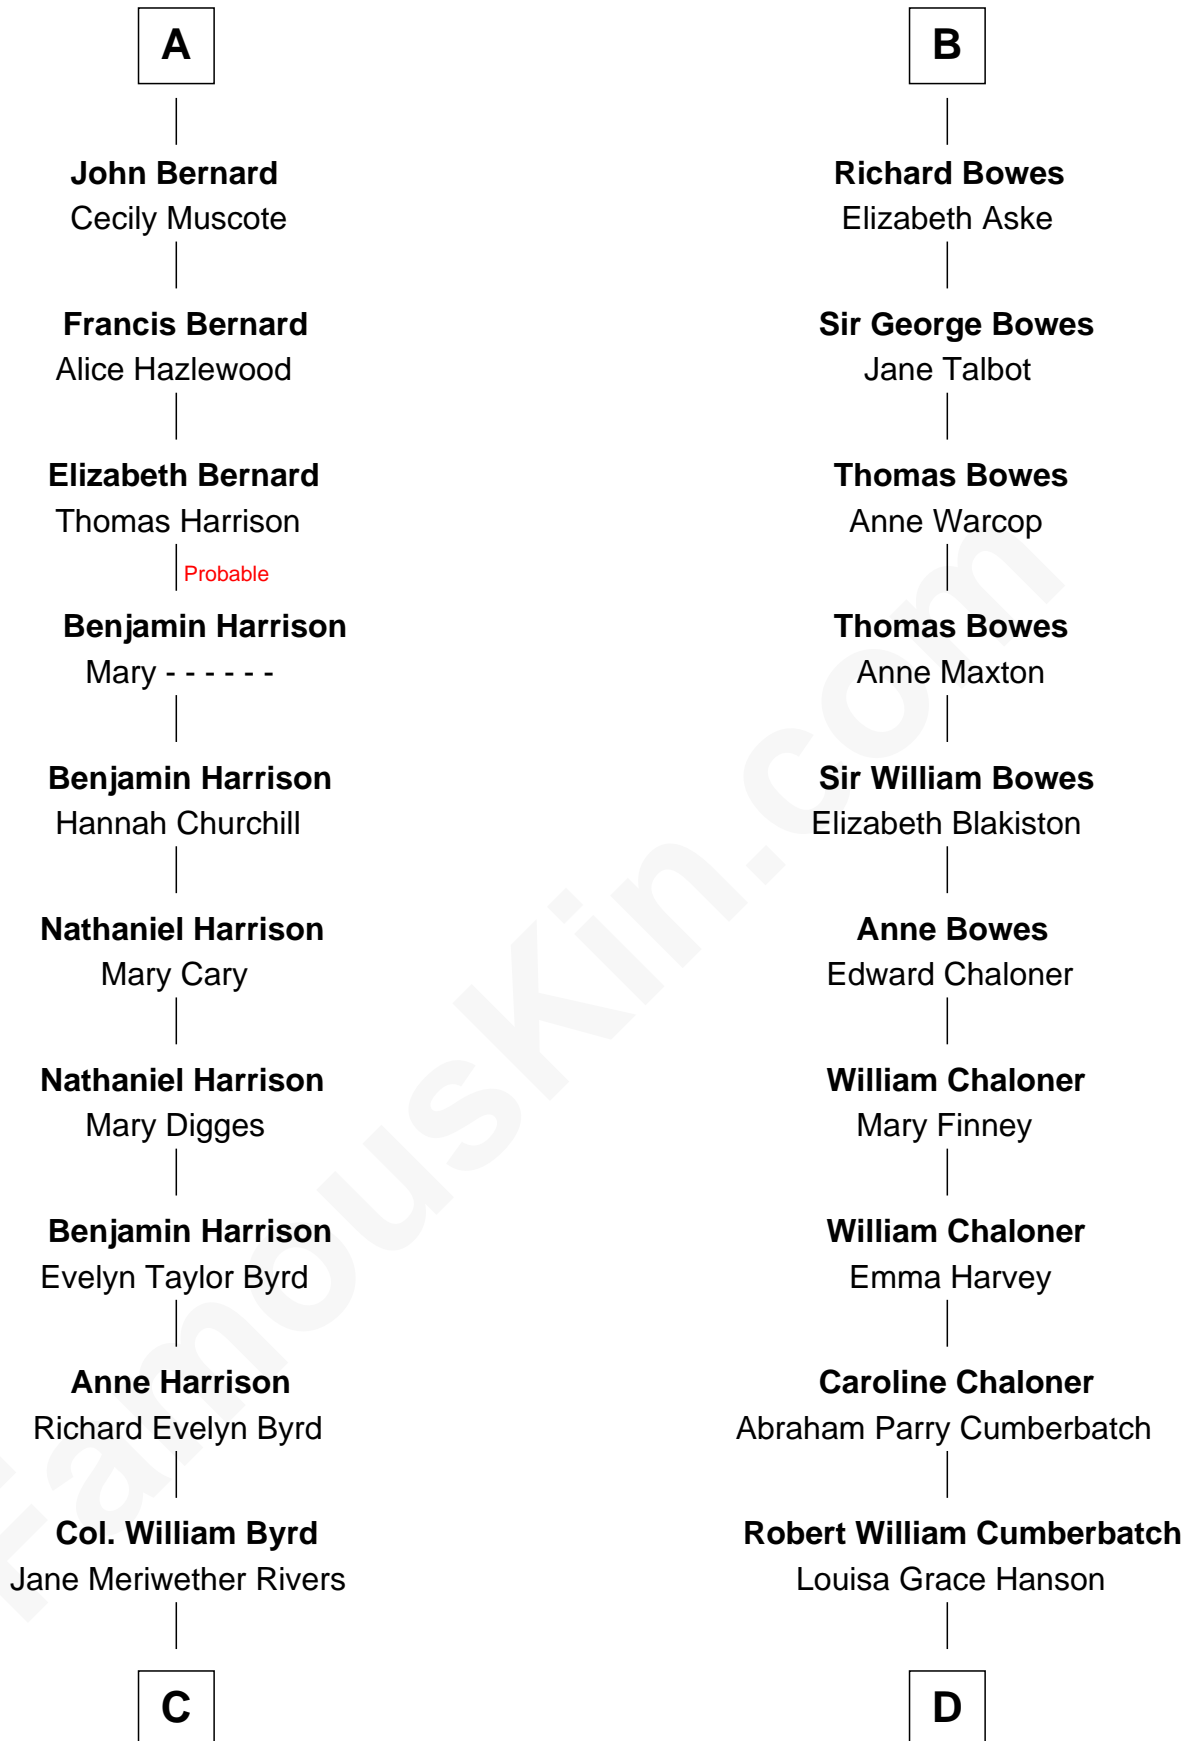 A
John Bernard
Cecily Muscote
Francis Bernard
Alice Hazlewood
Elizabeth Bernard
Thomas Harrison
Probable
Benjamin Harrison
Mary - - - - - -
Benjamin Harrison
Hannah Churchill
Nathaniel Harrison
Mary Cary
Nathaniel Harrison
Mary Digges
Benjamin Harrison
Evelyn Taylor Byrd
Anne Harrison
Richard Evelyn Byrd
Col. William Byrd
Jane Meriwether Rivers
C
B
Richard Bowes
Elizabeth Aske
Sir George Bowes
Jane Talbot
Thomas Bowes
Anne Warcop
Thomas Bowes
Anne Maxton
Sir William Bowes
Elizabeth Blakiston
Anne Bowes
Edward Chaloner
William Chaloner
Mary Finney
William Chaloner
Emma Harvey
Caroline Chaloner
Abraham Parry Cumberbatch
Robert William Cumberbatch
Louisa Grace Hanson
D
FamousKin.com